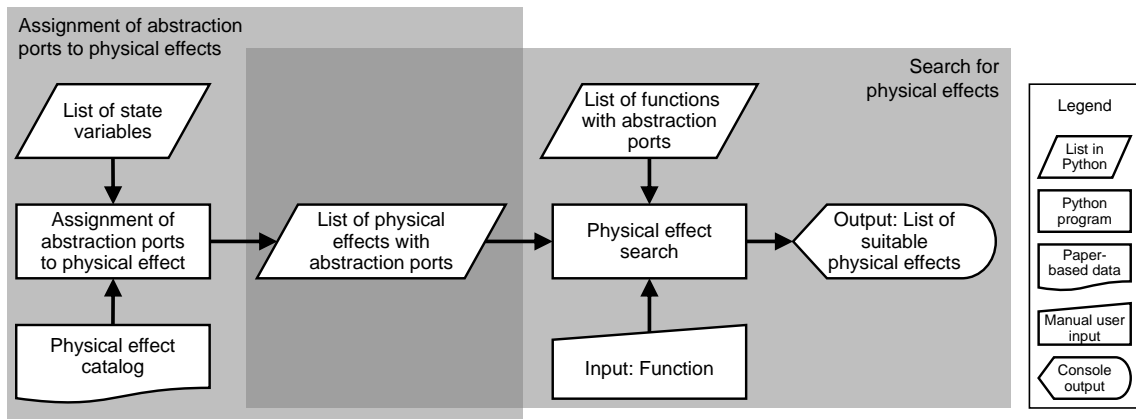 Assignment of abstraction
ports to physical effects
Search for
physical effects
List of state
variables
List of functions
with abstraction
ports
Assignment of
abstraction ports
to physical effect
List of physical
effects with
abstraction ports
Physical effect
search
Output: List of
suitable
physical effects
Physical effect
catalog
Input: Function
Legend
List in
Python
Python
program
Paper-
based data
Manual user
input
Console
output